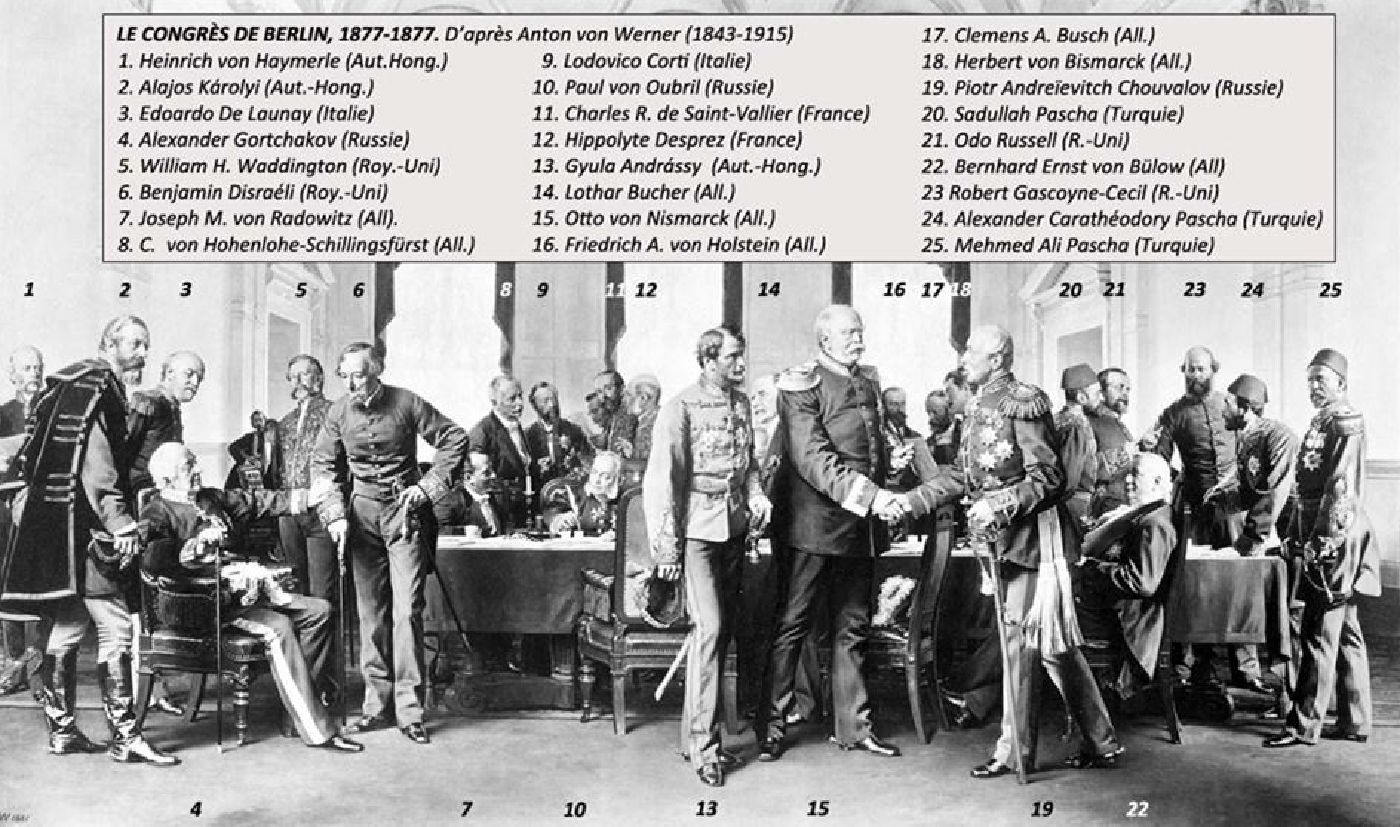 LE CONGRÈS DE BERLIN, 1877-1877. D'après Anton von Werner (1843-1915)
1. Heinrich von Haymerle (Aut.Hong.)
2. Alajos Károlyi (Aut.-Hong.)
3. Edoardo De Launay (Italie)
4. Alexander Gortchakov (Russie)
5. William H. Waddington (Roy.-Uni)
6. Benjamin Disraéli (Roy.-Uni)
7. Joseph M. von Radowitz (All).
8. C. von Hohenlohe-Schillingsfürst (All.)
9. Lodovico Corti (Italie)
10. Paul von Oubril (Russie)
11. Charles R. de Saint-Vallier (France)
12. Hippolyte Desprez (France)
13. Gyula Andrássy (Aut.-Hong.)
14. Lothar Bucher (All.)
15. Otto von Nismarck (All.)
16. Friedrich A. von Holstein (All.)
17. Clemens A. Busch (All.)
18. Herbert von Bismarck (All.)
19. Piotr Andreïevitch Chouvalov (Russie)
20. Sadullah Pascha (Turquie)
21. Odo Russell (R.-Uni)
22. Bernhard Ernst von Bülow (All)
23 Robert Gascoyne-Cecil (R.-Uni)
24. Alexander Carathéodory Pascha (Turquie)
25. Mehmed Ali Pascha (Turquie)
1 2 3 5 6 8 9 11 12 14 16 17 18 20 21 23 24 25
4 7 10 13 15 19 22